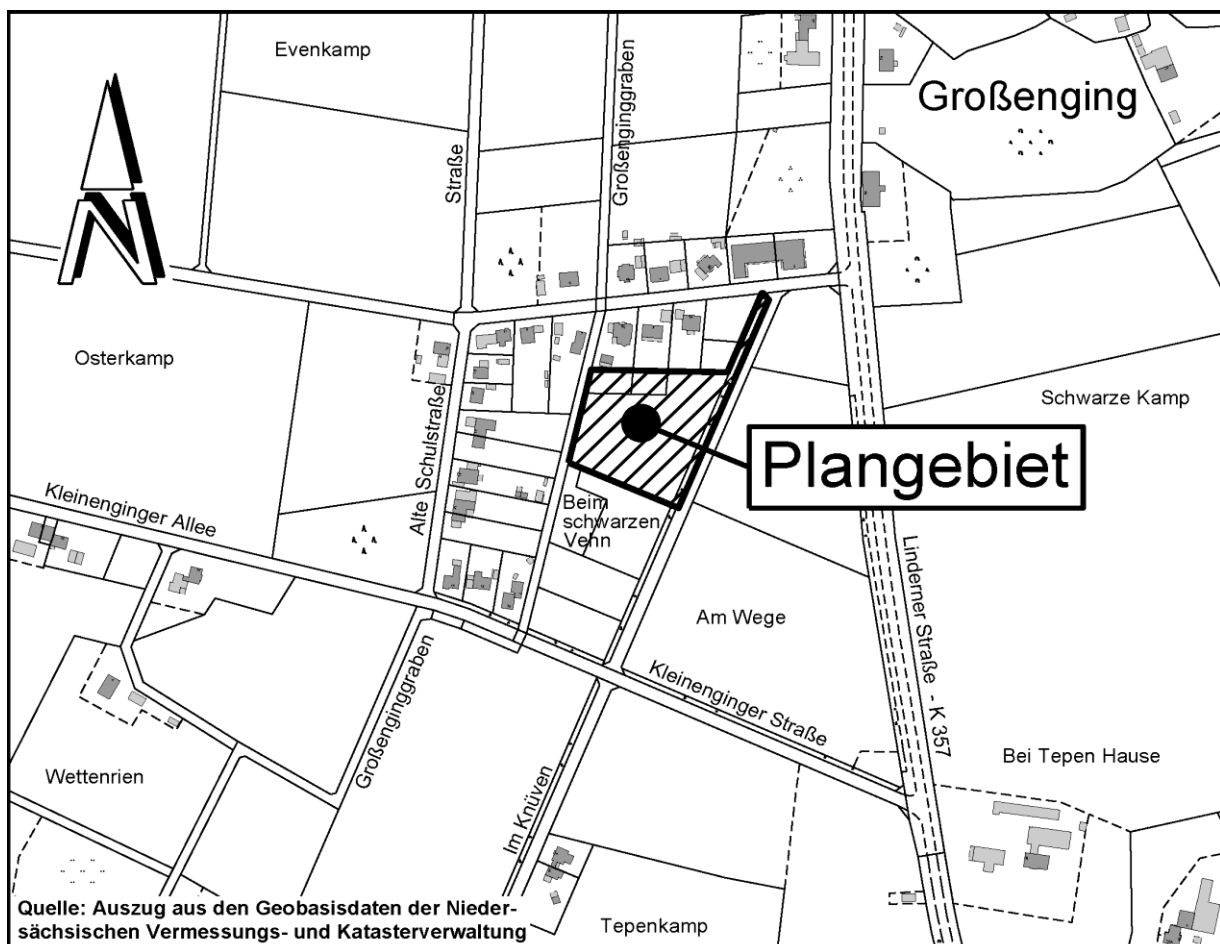 Evenkamp
Großenging
Straße
Großenginggraben
N
Osterkamp
Schwarze Kamp
Alte Schulstraße
Plangebiet
Kleinenginger Allee
Beim
schwarzen
Vehn
Linderner Straße - K 357
Am Wege
Kleinenginger Straße
Großenginggraben
Wettenrien
Im Knüven
Bei Tepen Hause
Tepenkamp
Quelle: Auszug aus den Geobasisdaten der Nieder-
sächsischen Vermessungs- und Katasterverwaltung